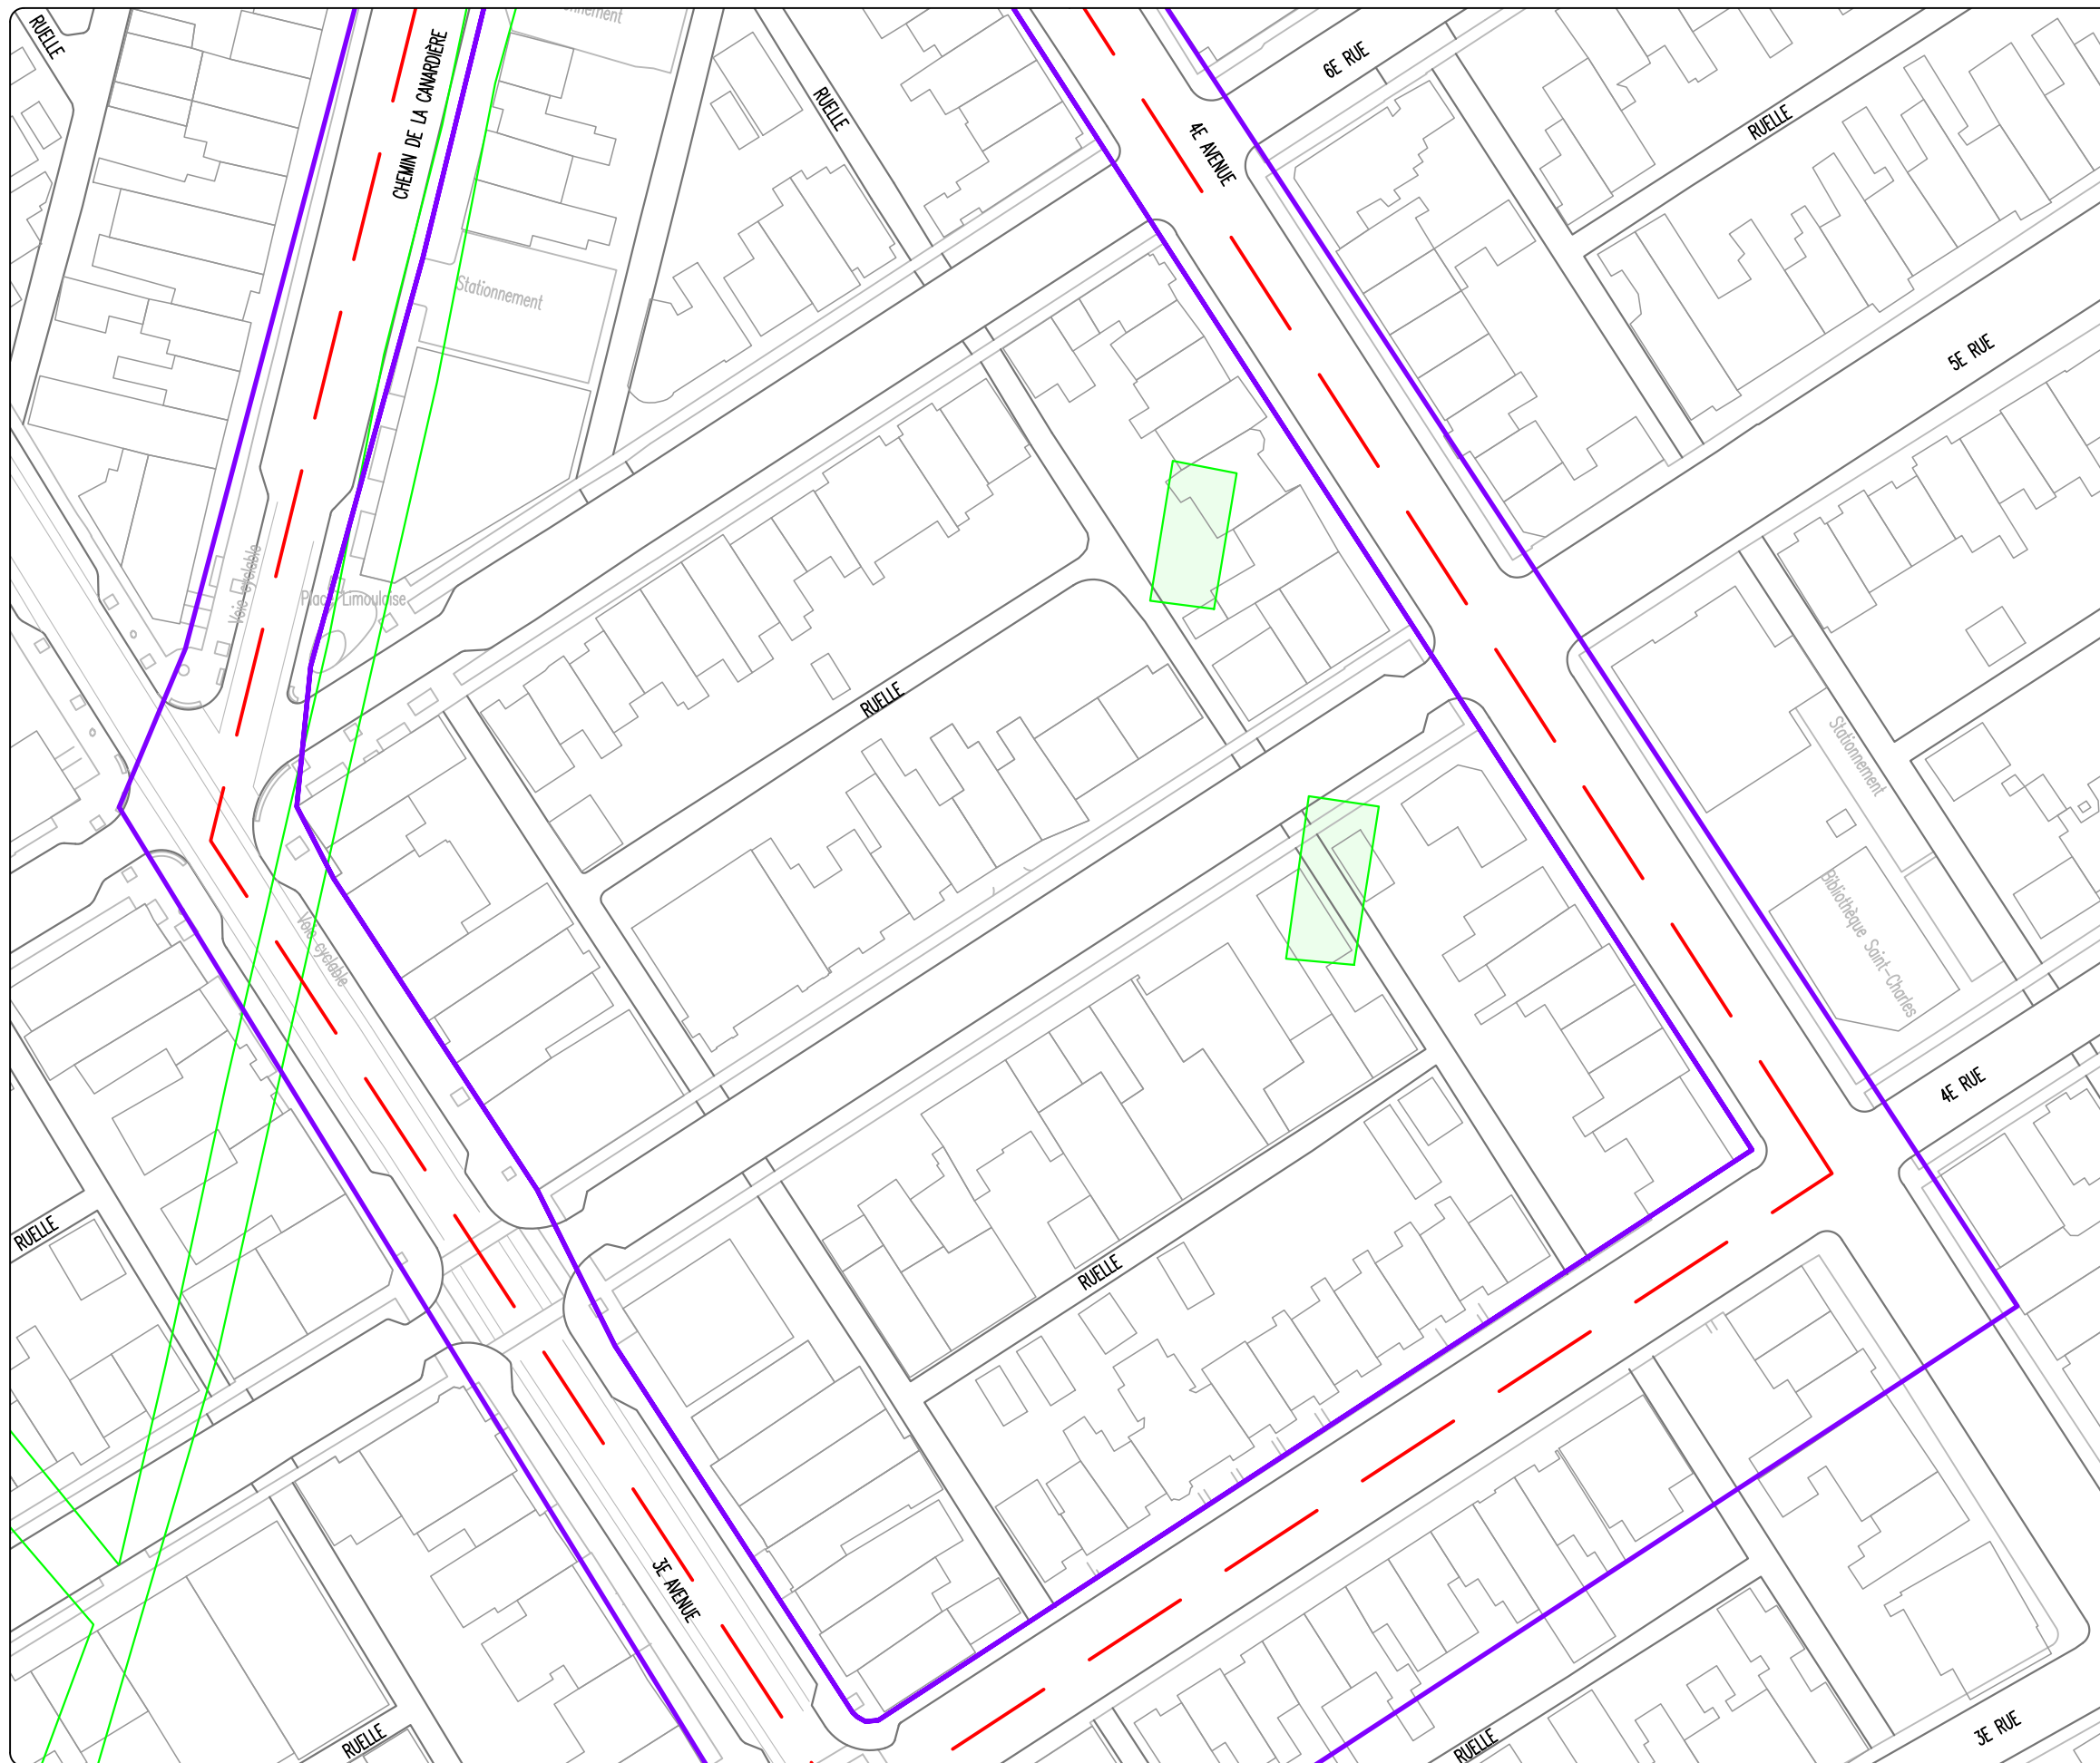 RUELLE
CHEMIN DE LA CANARDIÈRE
RUELLE
4E AVENUE
6E RUE
RUELLE
Stationnement
5E RUE
Voie cyclable
Place Limouloise
RUELLE
Stationnement
Bibliothèque Saint-Charles
Voie cyclable
4E RUE
RUELLE
RUELLE
3E AVENUE
RUELLE
RUELLE
3E RUE